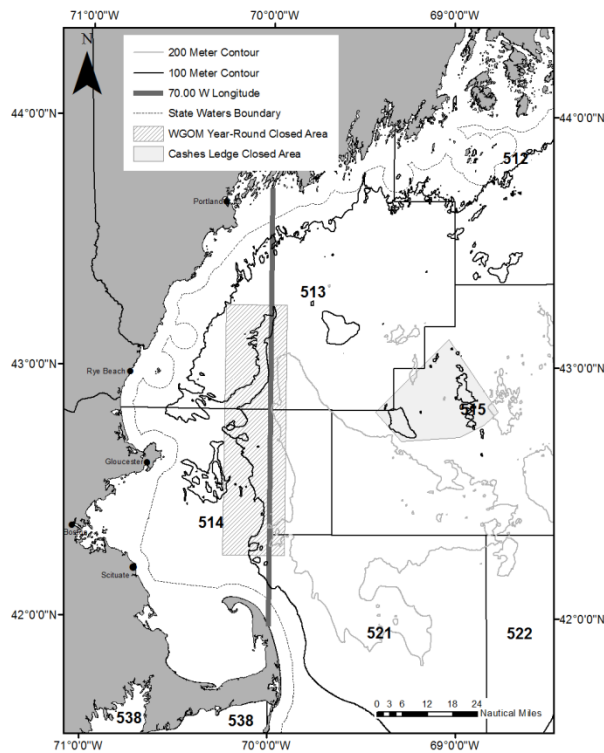 71°0'0"W 70°0'0"W 69°0'0"W
N
200 Meter Contour
100 Meter Contour
70.00 W Longitude
State Waters Boundary
WGOM Year-Round Closed Area
Cashes Ledge Closed Area
44°0'0"N 44°0'0"N
512
Portland
513
43°0'0"N 43°0'0"N
Rye Beach
515
Gloucester
514
Scituate
42°0'0"N 42°0'0"N
521 522
538 538
0 3 6 12 18 24
Nautical Miles
71°0'0"W 70°0'0"W 69°0'0"W